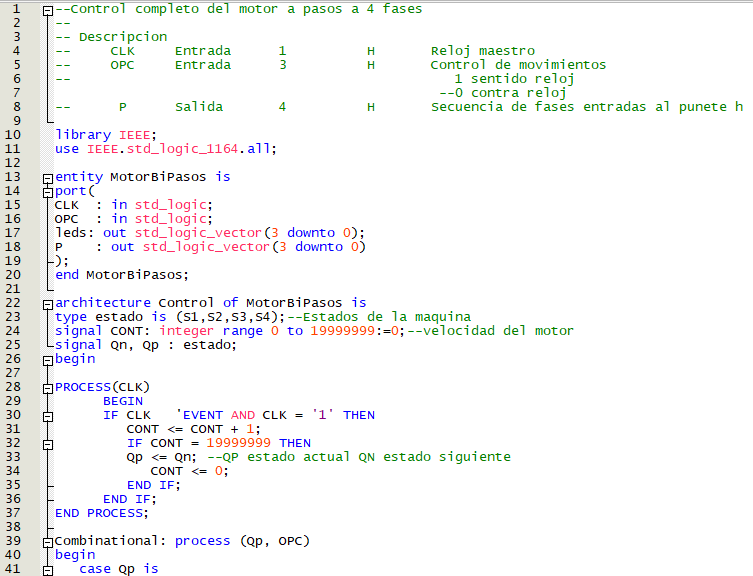 1 --Control completo del motor a pasos a 4 fases
2 --
3 -- Descripcion
4 -- CLK Entrada 1 H Reloj maestro
5 -- OPC Entrada 3 H Control de movimientos
6 -- 1 sentido reloj
7 --0 contra reloj
8 -- P Salida 4 H Secuencia de fases entradas al punete h
9
10 library IEEE;
11 use IEEE.std_logic_1164.all;
12
13 entity MotorBiPasos is
14 port(
15 CLK : in std_logic;
16 OPC : in std_logic;
17 leds: out std_logic_vector(3 downto 0);
18 P : out std_logic_vector(3 downto 0)
19 );
20 end MotorBiPasos;
21
22 architecture Control of MotorBiPasos is
23 type estado is (S1,S2,S3,S4);--Estados de la maquina
24 signal CONT: integer range 0 to 19999999:=0;--velocidad del motor
25 signal Qn, Qp : estado;
26 begin
27
28 PROCESS(CLK)
29 BEGIN
30 IF CLK 'EVENT AND CLK = '1' THEN
31 CONT <= CONT + 1;
32 IF CONT = 19999999 THEN
33 Qp <= Qn; --QP estado actual QN estado siguiente
34 CONT <= 0;
35 END IF;
36 END IF;
37 END PROCESS;
38
39 Combinational: process (Qp, OPC)
40 begin
41 case Qp is